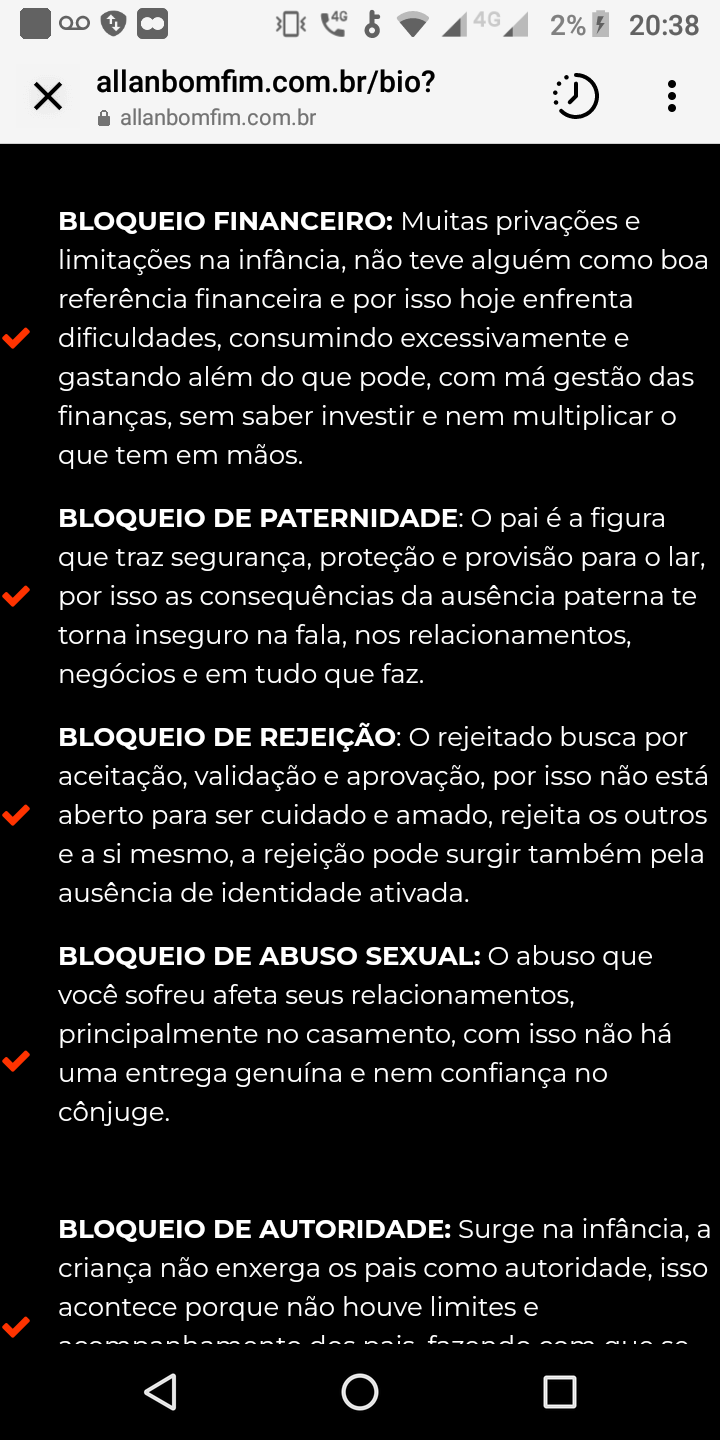 4G
4G
2%
20:38
allanbomfim.com.br/bio?
allanbomfim.com.br
BLOQUEIO FINANCEIRO: Muitas privações e
limitações na infância, não teve alguém como boa
referência financeira e por isso hoje enfrenta
dificuldades, consumindo excessivamente e
gastando além do que pode, com má gestão das
finanças, sem saber investir e nem multiplicar o
que tem em mãos.
BLOQUEIO DE PATERNIDADE: O pai é a figura
que traz segurança, proteção e provisão para o lar,
por isso as consequências da ausência paterna te
torna inseguro na fala, nos relacionamentos,
negócios e em tudo que faz.
BLOQUEIO DE REJEIÇÃO: O rejeitado busca por
aceitação, validação e aprovação, por isso não está
aberto para ser cuidado e amado, rejeita os outros
e a si mesmo, a rejeição pode surgir também pela
ausência de identidade ativada.
BLOQUEIO DE ABUSO SEXUAL: O abuso que
você sofreu afeta seus relacionamentos,
principalmente no casamento, com isso não há
uma entrega genuína e nem confiança no
cônjuge.
BLOQUEIO DE AUTORIDADE: Surge na infância, a
criança não enxerga os pais como autoridade, isso
acontece porque não houve limites e
acompanhamento dos pais, fazendo com que se